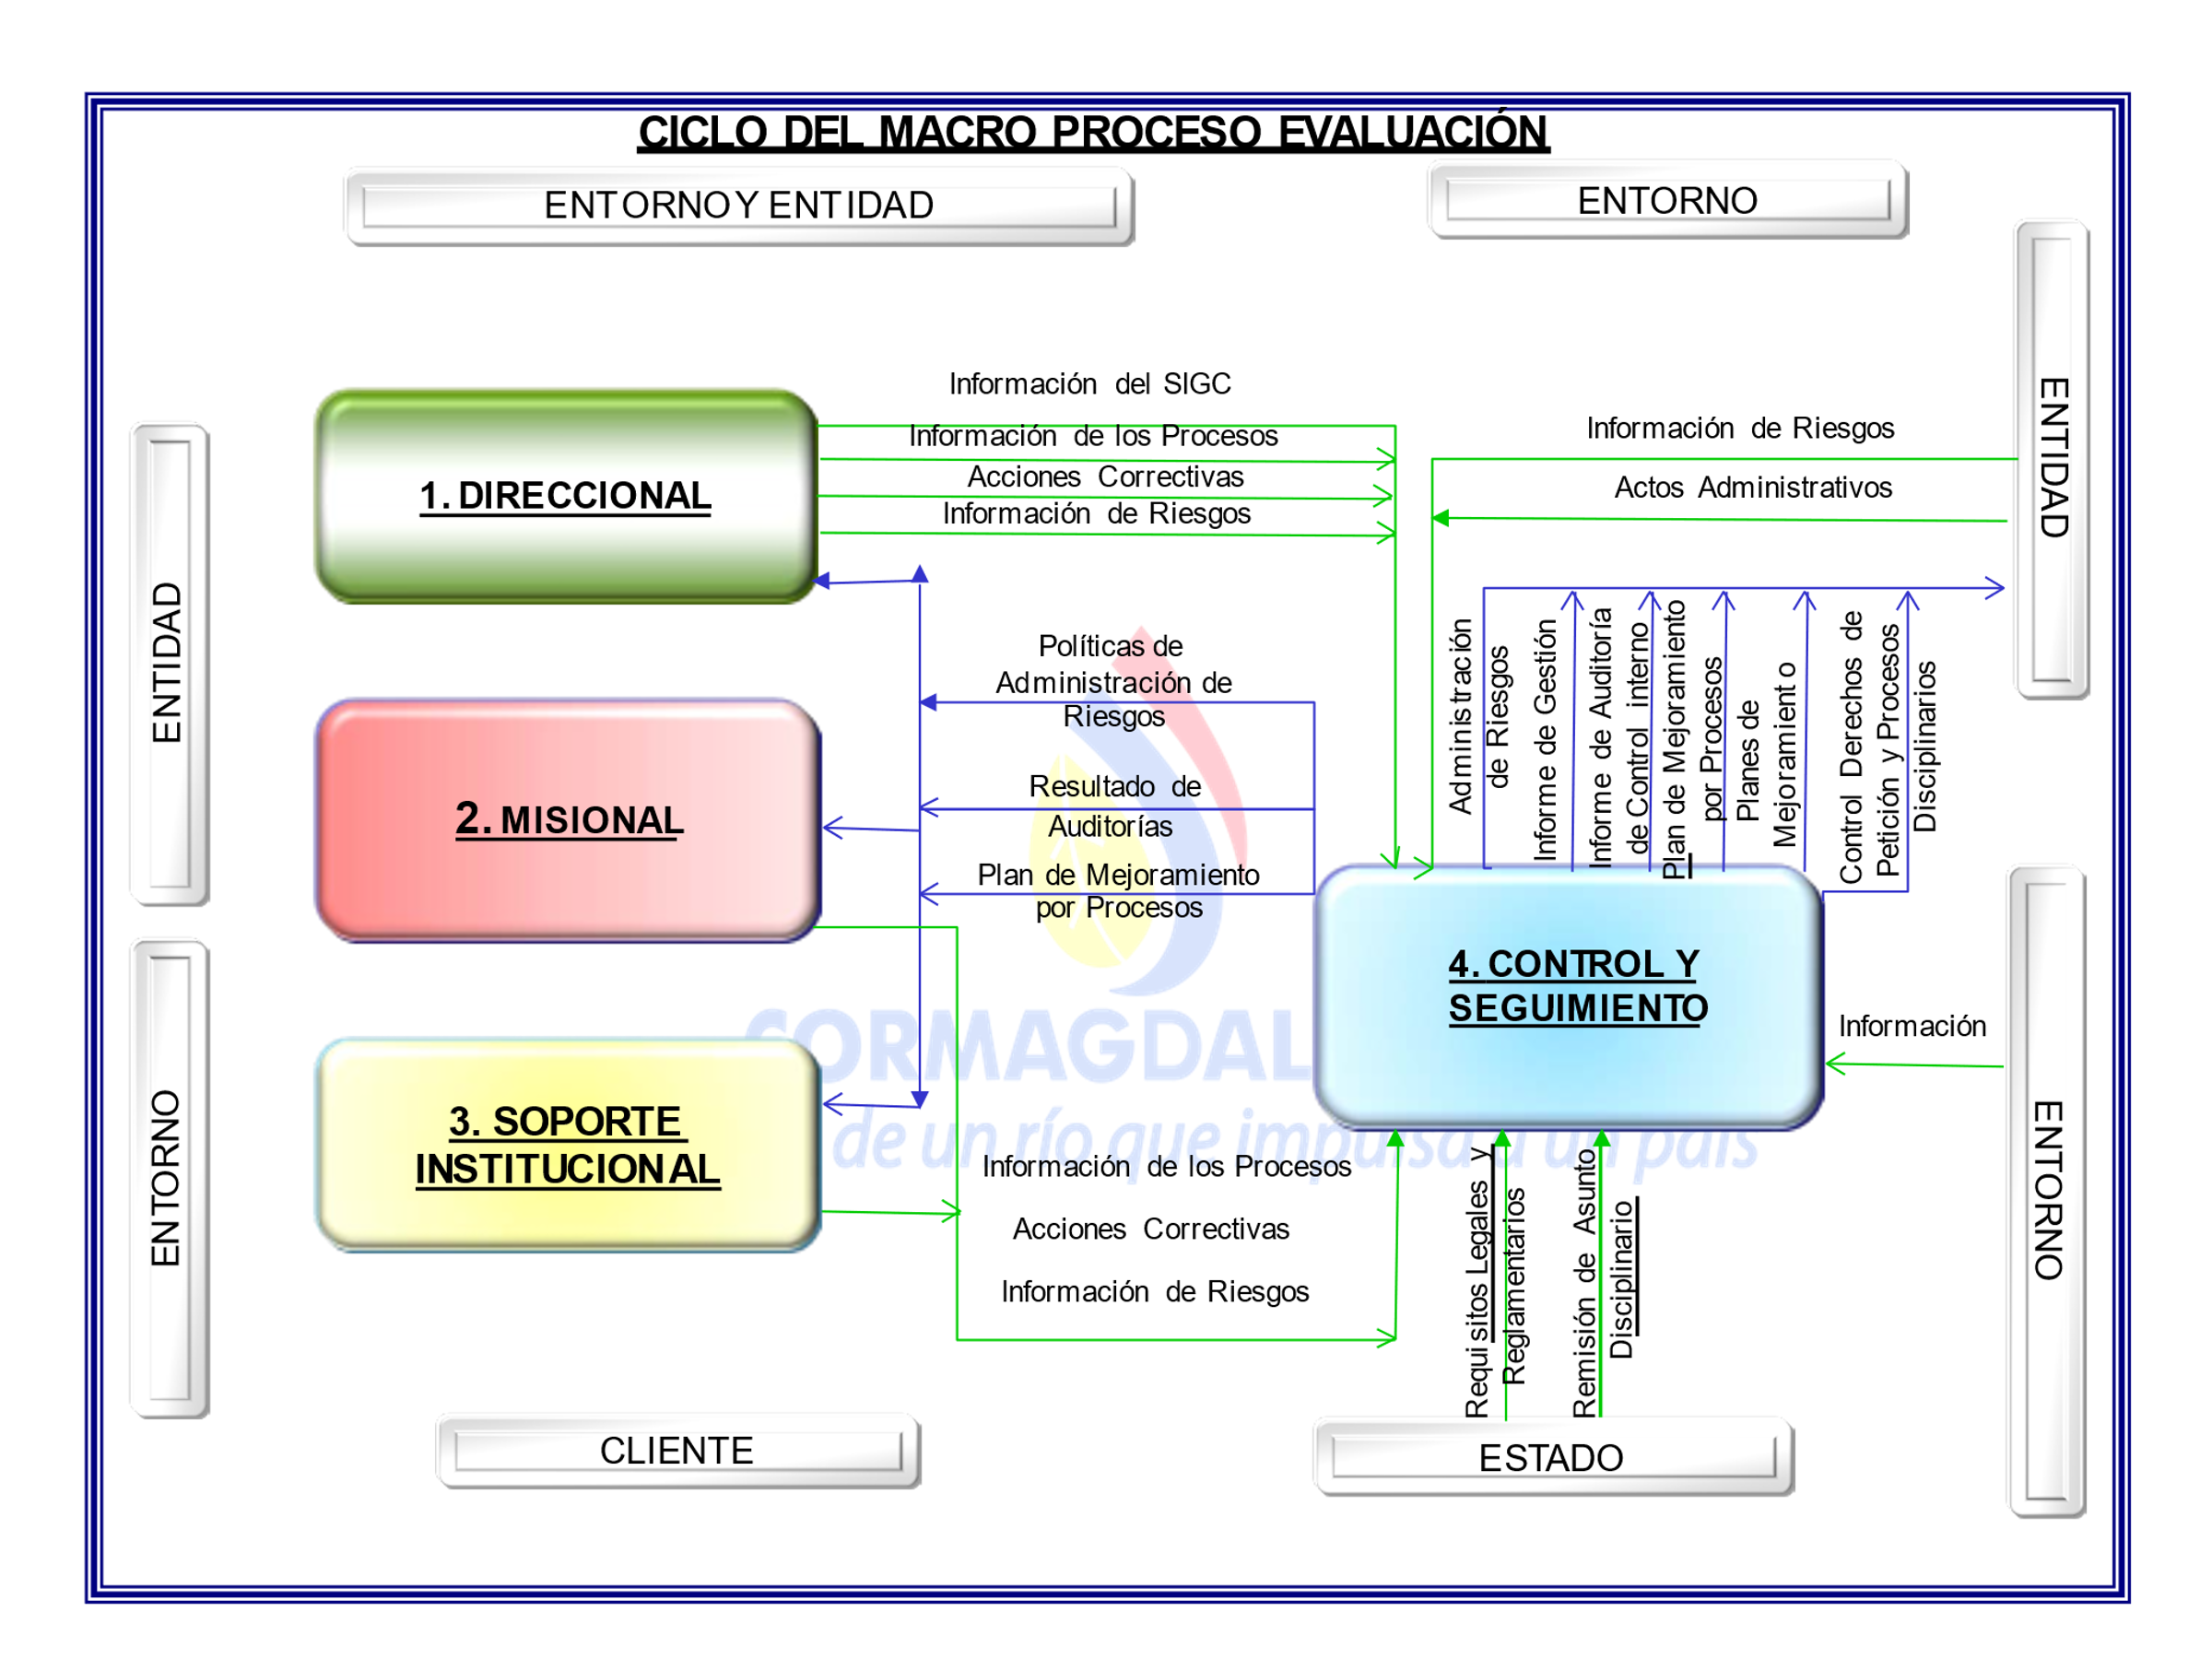 CICLO DEL MACRO PROCESO EVALUACIÓN
ENTORNO Y ENTIDAD
ENTORNO
ENTIDAD
ENTORNO
ENTIDAD
ENTORNO
1. DIRECCIONAL
2. MISIONAL
3. SOPORTE
INSTITUCIONAL
Información del SIGC
Información de los Procesos
Acciones Correctivas
Información de Riesgos
Políticas de
Administración de
Riesgos
Resultado de
Auditorías
Plan de Mejoramiento
por Procesos
Información de Riesgos
Actos Administrativos
Administración
de Riesgos
Informe de Gestión
Informe de Auditoría
de Control interno
Plan de Mejoramiento
por Procesos
Planes de
Mejoramiento
Control Derechos de
Petición y Procesos
Disciplinarios
4. CONTROL Y
SEGUIMIENTO
Información
CORMAGDAL
de un río que impulsa a un país
Información de los Procesos
Acciones Correctivas
Información de Riesgos
Requisitos Legales y
Reglamentarios
Remisión de Asunto
Disciplinario
CLIENTE
ESTADO